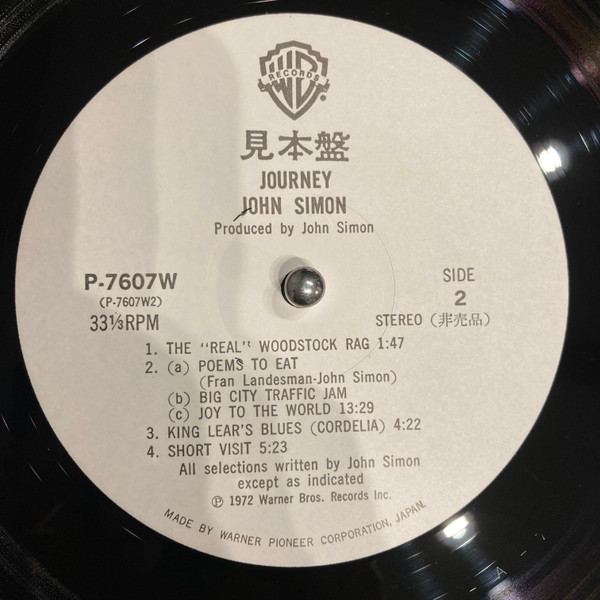 RECORDS
見本盤
JOURNEY
JOHN SIMON
Produced by John Simon
P-7607W
(P-7607W2)
33⅓RPM
SIDE
2
STEREO (非売品)
1. THE "REAL" WOODSTOCK RAG 1:47
2. (a) POEMS TO EAT
(Fran Landesman-John Simon)
(b) BIG CITY TRAFFIC JAM
(c) JOY TO THE WORLD 13:29
3. KING LEAR'S BLUES (CORDELIA) 4:22
4. SHORT VISIT 5:23
All selections written by John Simon
except as indicated
Ⓟ 1972 Warner Bros. Records Inc.
MADE BY WARNER PIONEER CORPORATION, JAPAN.